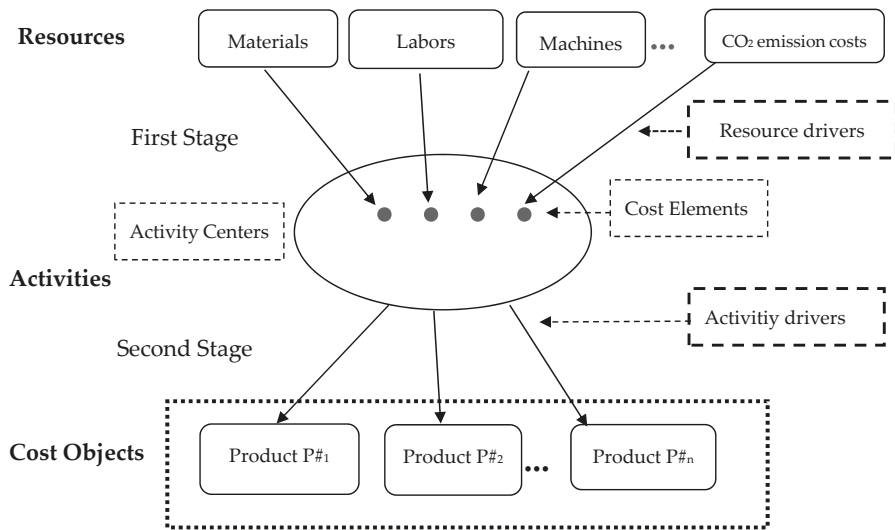 Resources
Materials
Labors
Machines
...
CO₂ emission costs
First Stage
Resource drivers
Activity Centers
Cost Elements
Activities
Activitiy drivers
Second Stage
Cost Objects
Product P#₁
Product P#₂
...
Product P#ₙ